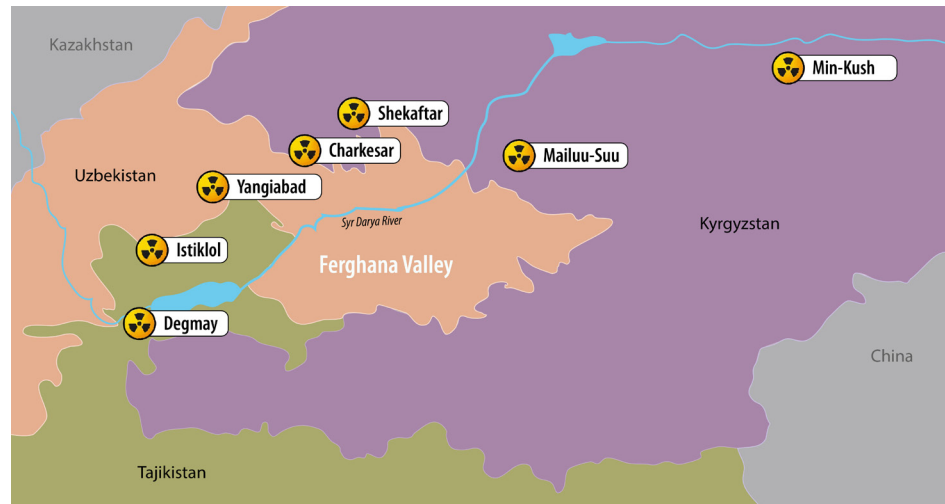 Kazakhstan
Min-Kush
Shekaftar
Charkesar
Mailuu-Suu
Uzbekistan
Yangiabad
Syr Darya River
Kyrgyzstan
Istiklol
Ferghana Valley
Degmay
China
Tajikistan